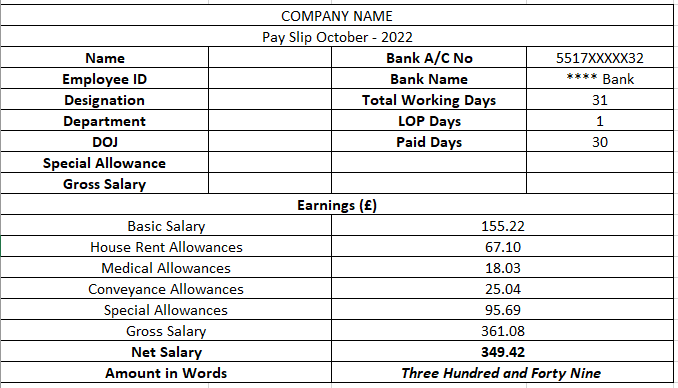 COMPANY NAME
Pay Slip October - 2022
Name Bank A/C No 5517XXXXX32
Employee ID Bank Name **** Bank
Designation Total Working Days 31
Department LOP Days 1
DOJ Paid Days 30
Special Allowance
Gross Salary
Earnings (£)
Basic Salary 155.22
House Rent Allowances 67.10
Medical Allowances 18.03
Conveyance Allowances 25.04
Special Allowances 95.69
Gross Salary 361.08
Net Salary 349.42
Amount in Words Three Hundred and Forty Nine